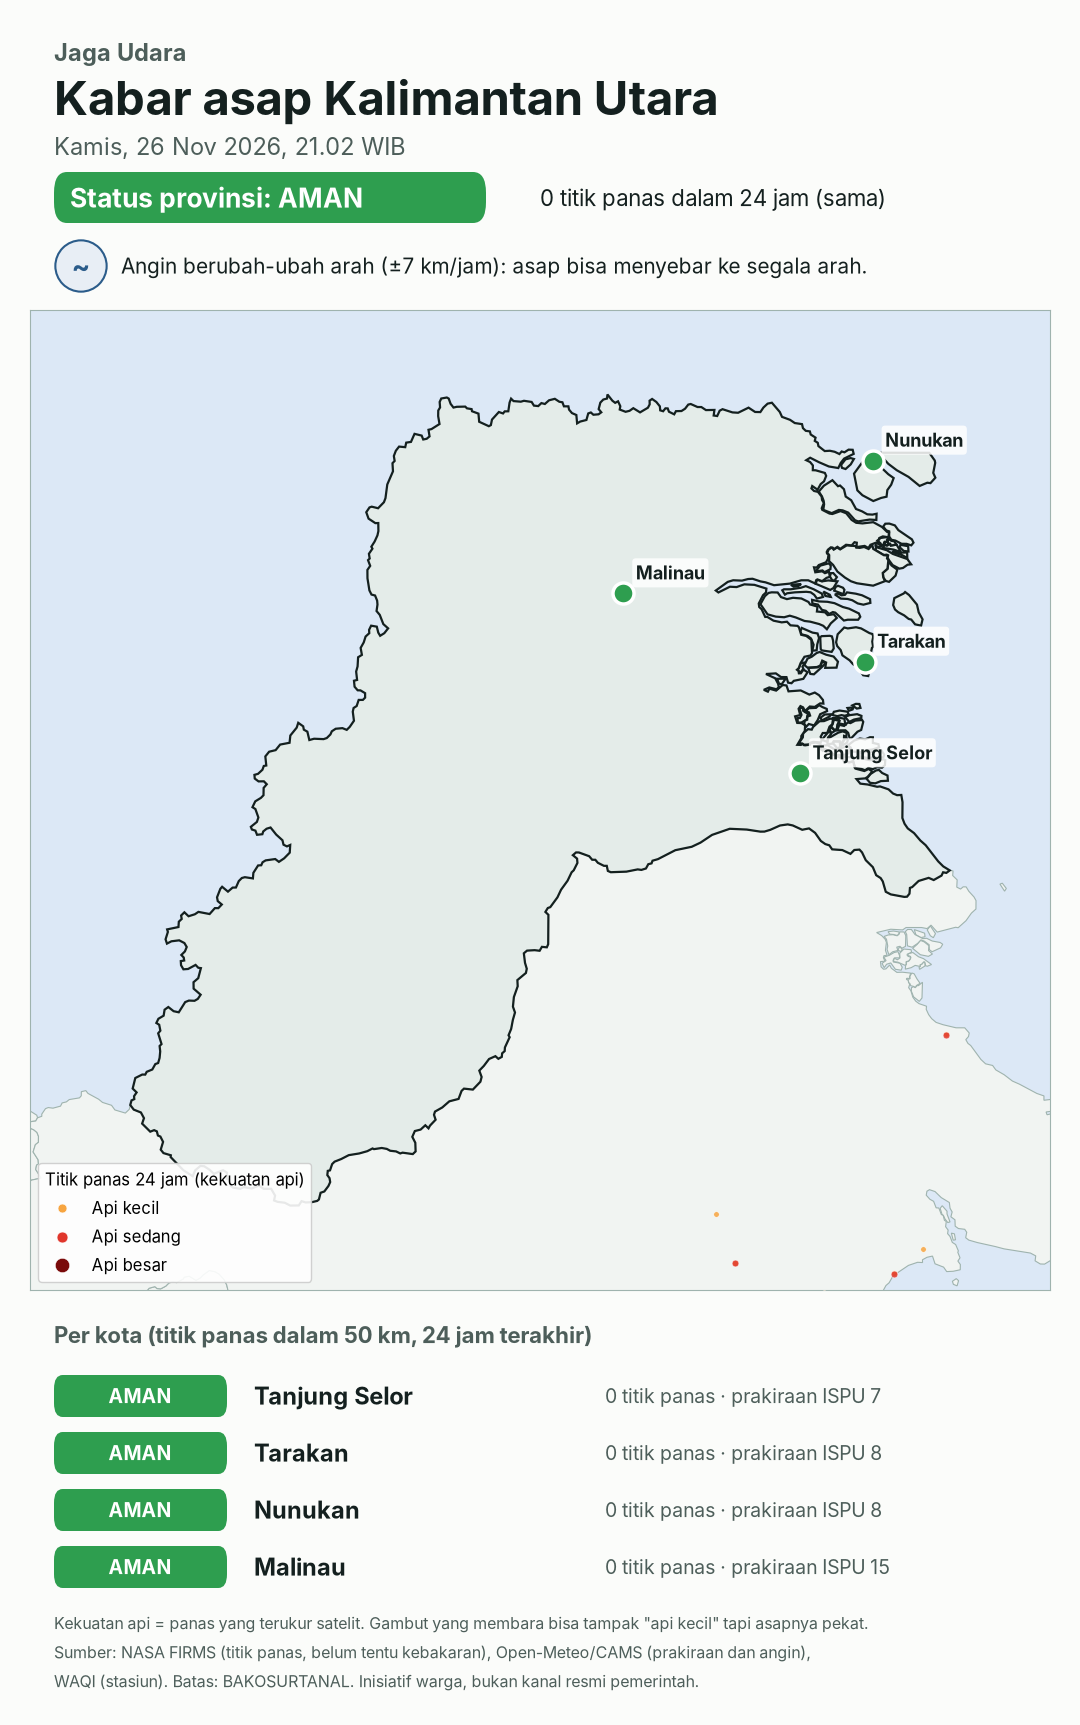 Jaga Udara
Kabar asap Kalimantan Utara
Kamis, 26 Nov 2026, 21.02 WIB
Status provinsi: AMAN
0 titik panas dalam 24 jam (sama)
~
Angin berubah-ubah arah (±7 km/jam): asap bisa menyebar ke segala arah.
Nunukan
Malinau
Tarakan
Tanjung Selor
Titik panas 24 jam (kekuatan api)
Api kecil
Api sedang
Api besar
Per kota (titik panas dalam 50 km, 24 jam terakhir)
AMAN Tanjung Selor 0 titik panas · prakiraan ISPU 7
AMAN Tarakan 0 titik panas · prakiraan ISPU 8
AMAN Nunukan 0 titik panas · prakiraan ISPU 8
AMAN Malinau 0 titik panas · prakiraan ISPU 15
Kekuatan api = panas yang terukur satelit. Gambut yang membara bisa tampak "api kecil" tapi asapnya pekat.
Sumber: NASA FIRMS (titik panas, belum tentu kebakaran), Open-Meteo/CAMS (prakiraan dan angin),
WAQI (stasiun). Batas: BAKOSURTANAL. Inisiatif warga, bukan kanal resmi pemerintah.